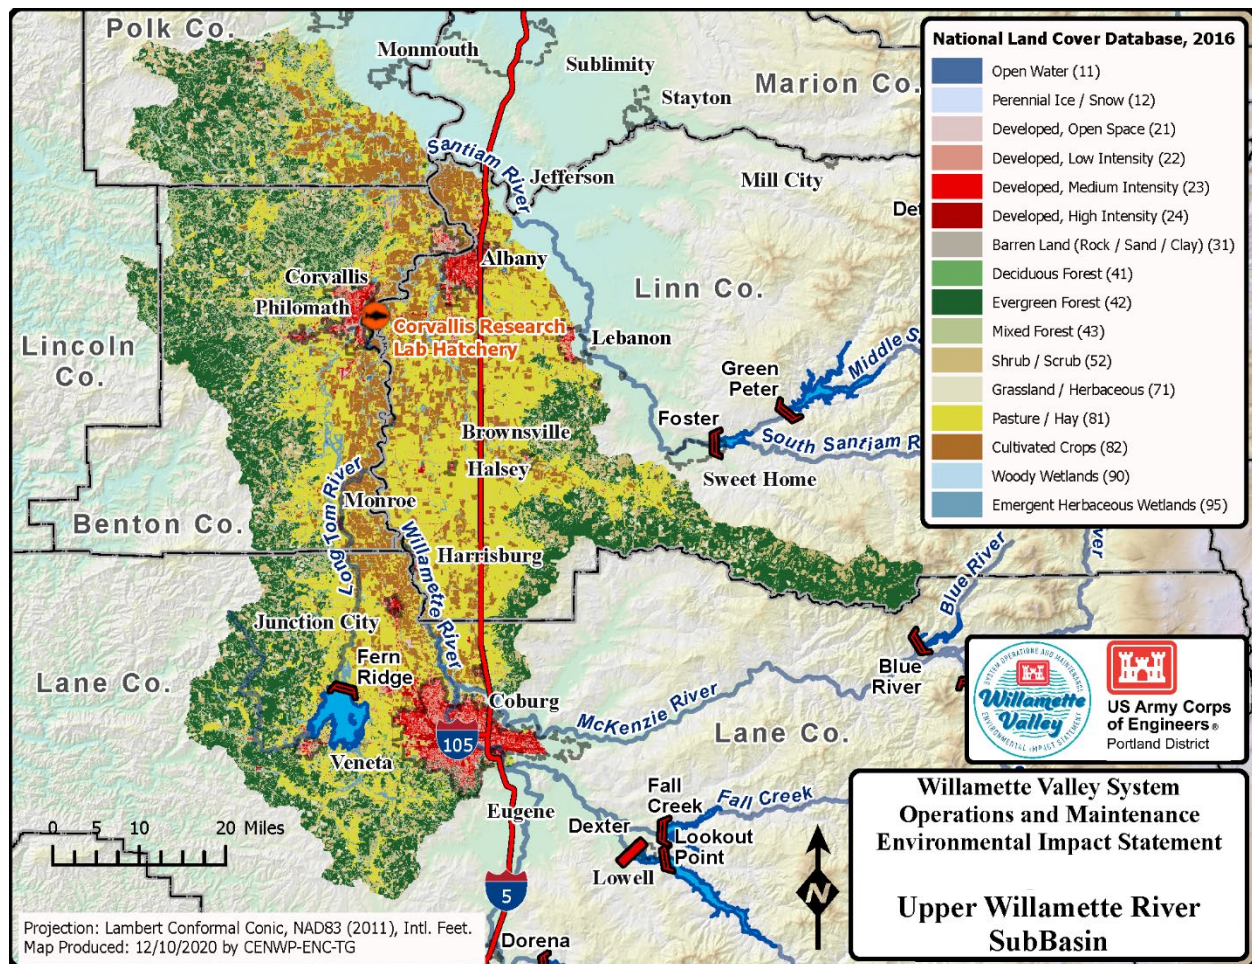 Polk Co.
Monmouth
Sublimity
Stayton
Marion Co.
Santiam River
Jefferson
Mill City
Det
Albany
Corvallis
Philomath
Linn Co.
Corvallis Research
Lab Hatchery
Lebanon
Lincoln
Co.
Green
Peter
Middle S
Foster
South Santiam R
Sweet Home
Brownsville
Halsey
Long Tom River
Monroe
Benton Co.
Willamette River
Harrisburg
Blue River
River
Junction City
Fern
Ridge
Lane Co.
Coburg
McKenzie River
Blue
River
Lane Co.
105
Veneta
Eugene
Fall
Creek
Fall Creek
Dexter
Lookout
Point
Lowell
5
Dorena
0 5 10 20 Miles
Projection: Lambert Conformal Conic, NAD83 (2011), Intl. Feet.
Map Produced: 12/10/2020 by CENWP-ENC-TG
National Land Cover Database, 2016
Open Water (11)
Perennial Ice / Snow (12)
Developed, Open Space (21)
Developed, Low Intensity (22)
Developed, Medium Intensity (23)
Developed, High Intensity (24)
Barren Land (Rock / Sand / Clay) (31)
Deciduous Forest (41)
Evergreen Forest (42)
Mixed Forest (43)
Shrub / Scrub (52)
Grassland / Herbaceous (71)
Pasture / Hay (81)
Cultivated Crops (82)
Woody Wetlands (90)
Emergent Herbaceous Wetlands (95)
SYSTEM OPERATIONS AND MAINTENANCE
Willamette
Valley
ENVIRONMENTAL IMPACT STATEMENT
US Army Corps
of Engineers®
Portland District
N
Willamette Valley System
Operations and Maintenance
Environmental Impact Statement
Upper Willamette River
SubBasin